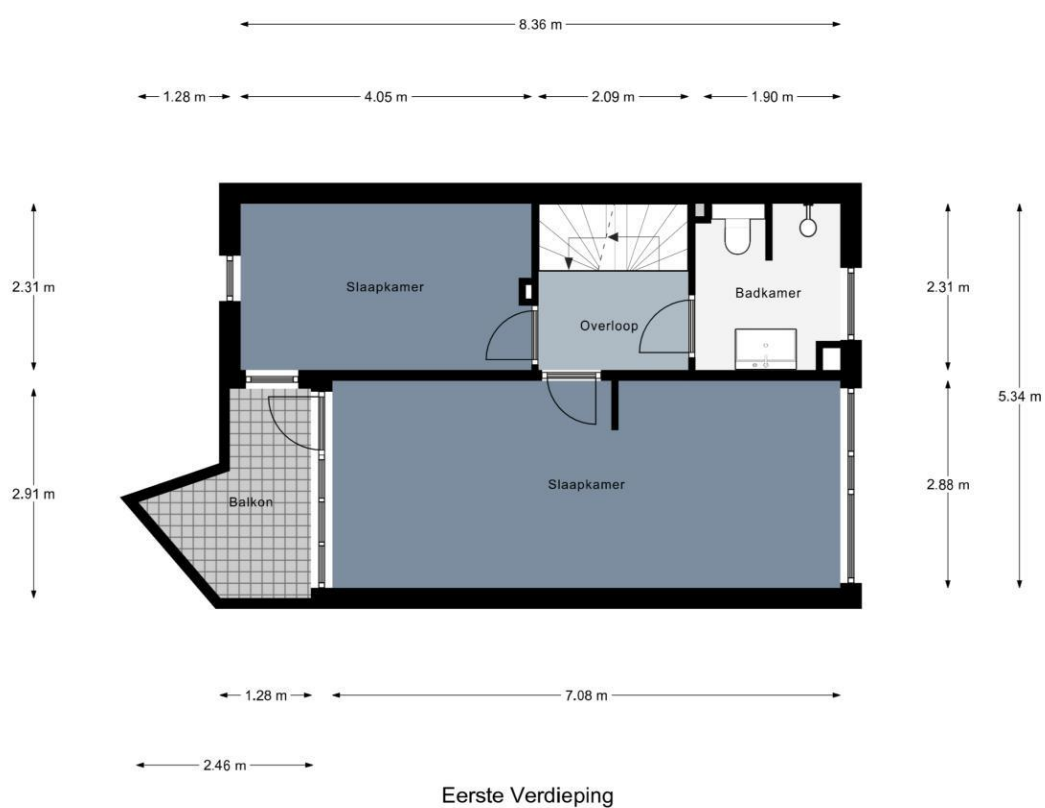 8.36 m
1.28 m
4.05 m
2.09 m
1.90 m
2.31 m
Slaapkamer
Overloop
Badkamer
2.31 m
5.34 m
2.91 m
Balkon
Slaapkamer
2.88 m
1.28 m
7.08 m
2.46 m
Eerste Verdieping